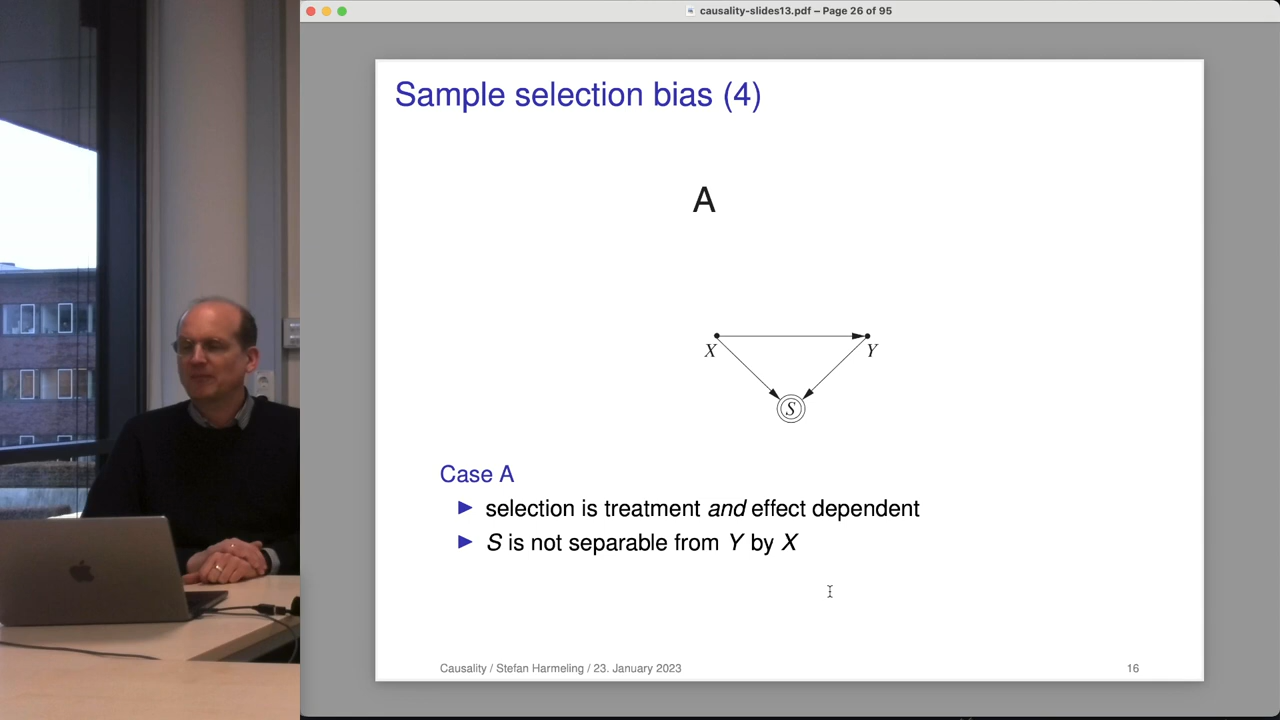 causality-slides13.pdf – Page 26 of 95
Sample selection bias (4)
A
X
Y
S
Case A
selection is treatment and effect dependent
S is not separable from Y by X
Causality / Stefan Harmeling / 23. January 2023
16